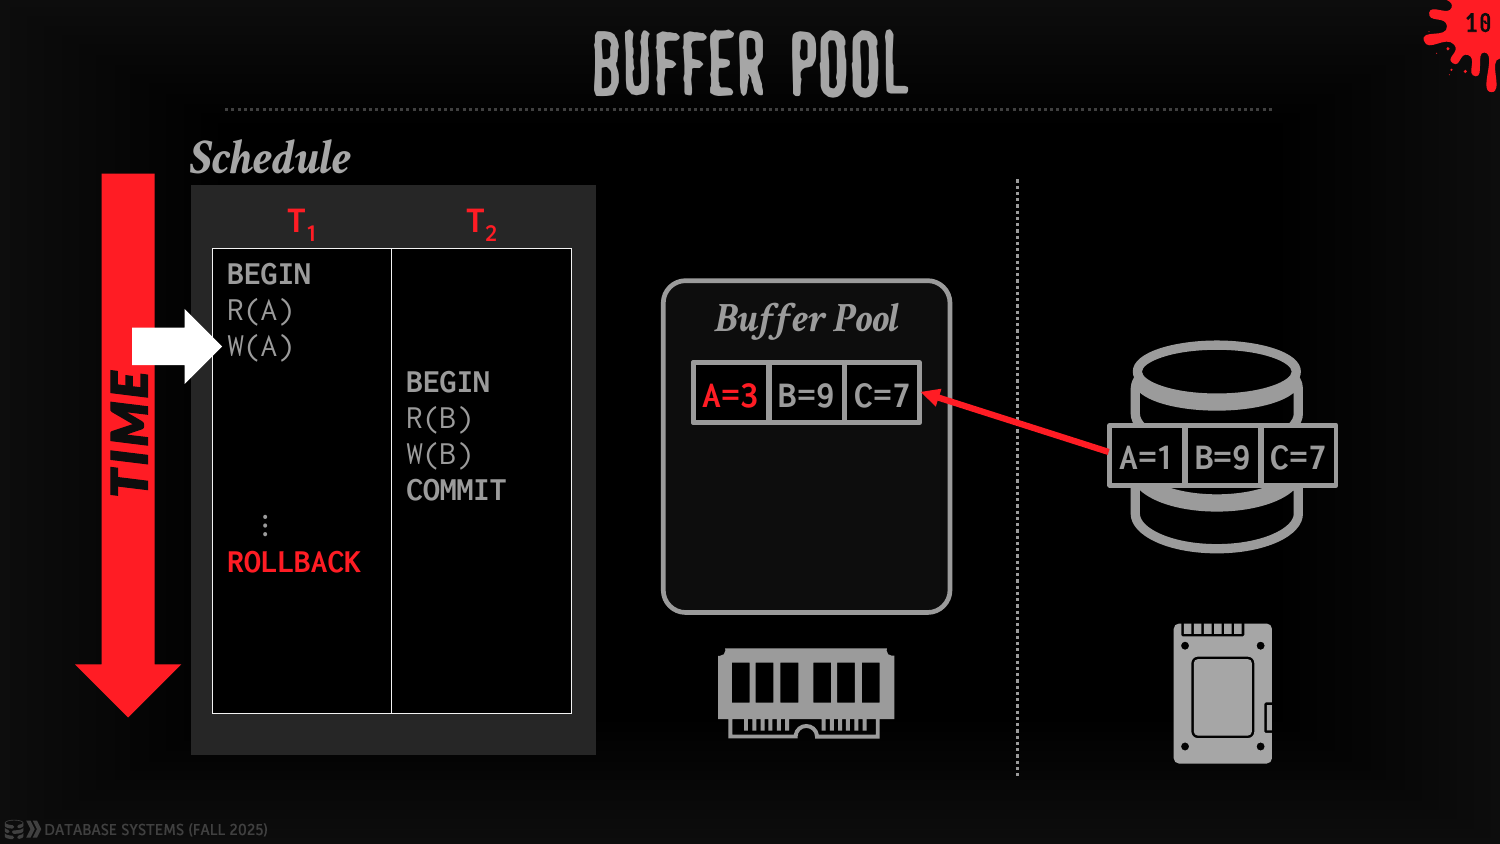 10
BUFFER POOL
Schedule
TIME
T1 T2
BEGIN
R(A)
W(A)
BEGIN
R(B)
W(B)
COMMIT
⋮
ROLLBACK
Buffer Pool
A=3 B=9 C=7
A=1 B=9 C=7
DATABASE SYSTEMS (FALL 2025)